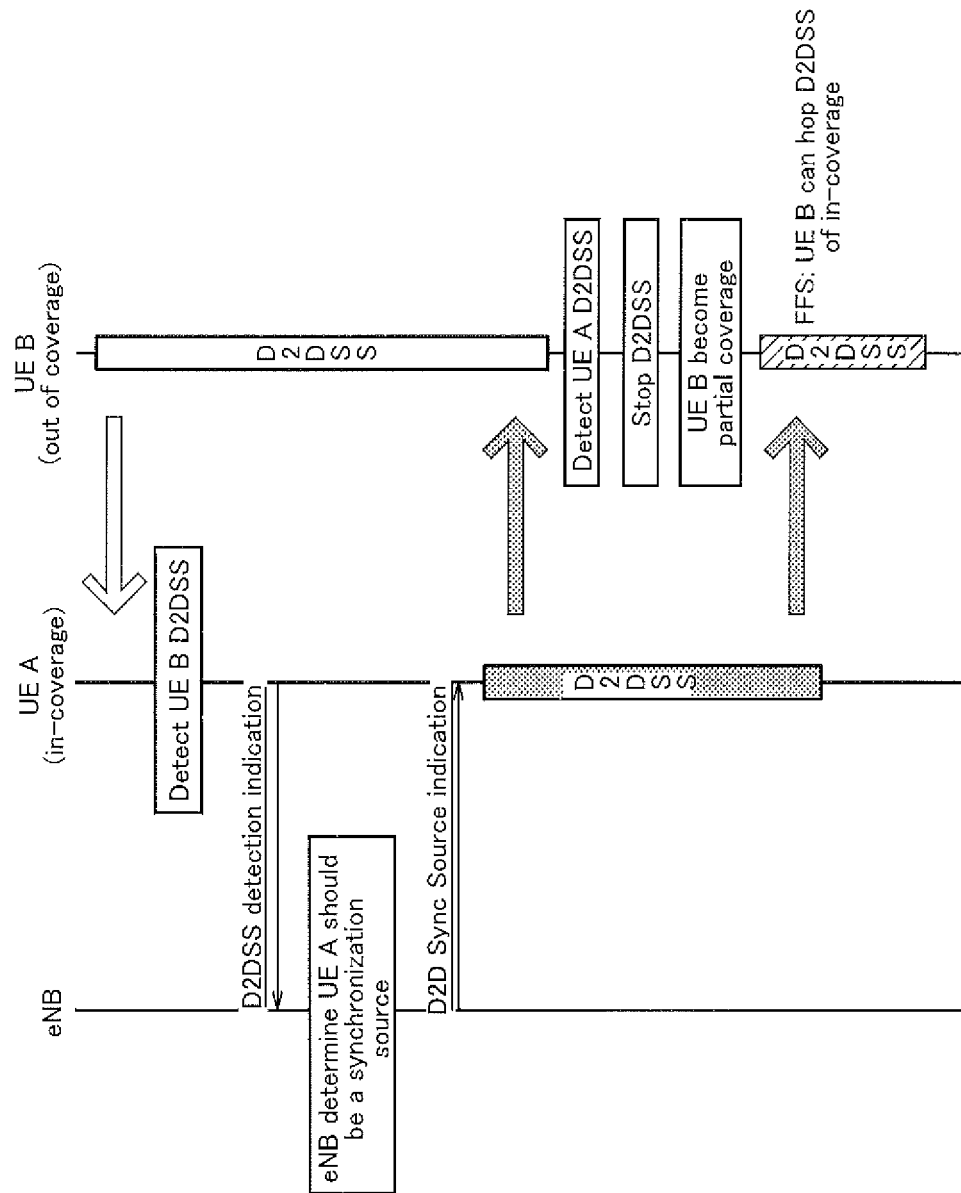 eNB
UE A
(in-coverage)
UE B
(out of coverage)
D2DSS
Detect UE B D2DSS
D2DSS detection indication
eNB determine UE A should
be a synchronization
source
D2D Sync Source indication
D2DSS
Detect UE A D2DSS
Stop D2DSS
UE B become
partial coverage
D2DSS
FFS: UE B can hop D2DSS
of in-coverage